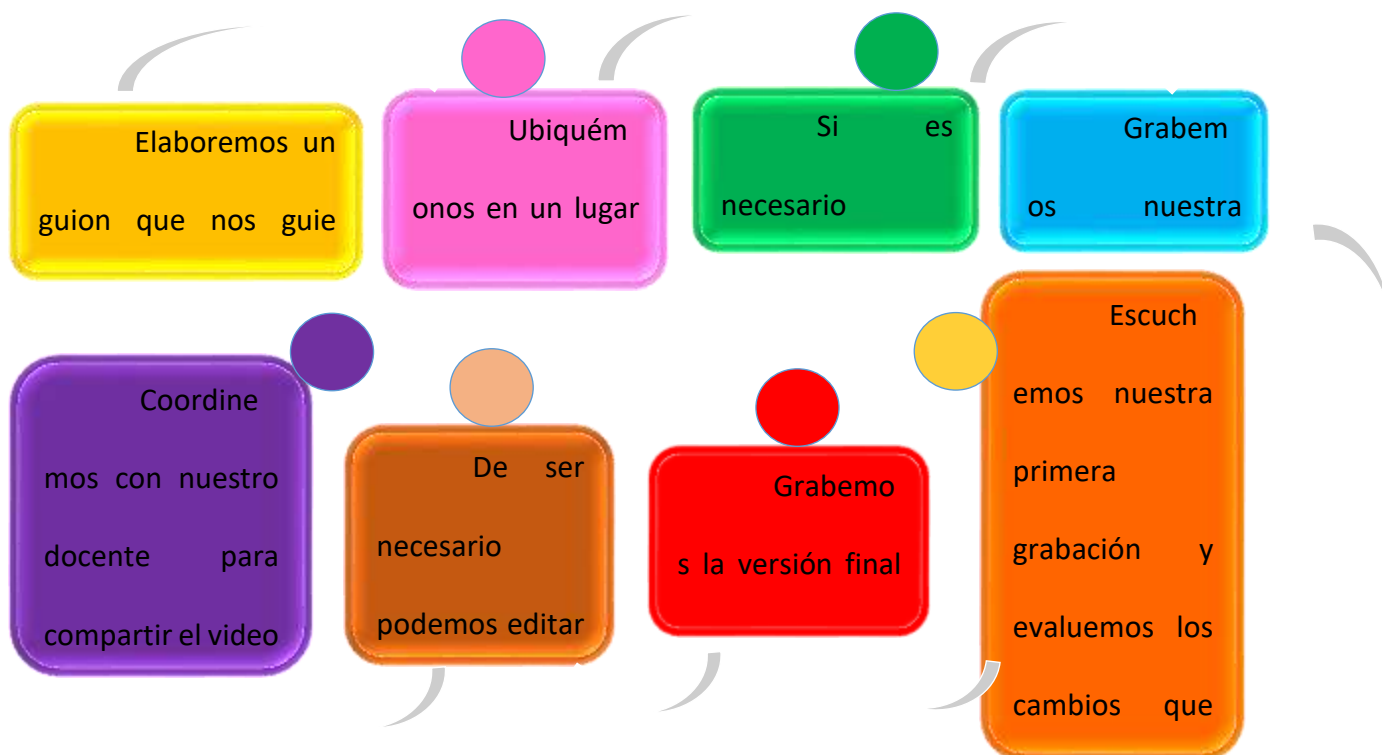 Elaboremos un
guion que nos guie
Ubiquém
onos en un lugar
Si es
necesario
Grabem
os nuestra
Escuch
emos nuestra
primera
grabación y
evaluemos los
cambios que
Grabemo
s la versión final
De ser
necesario
podemos editar
Coordine
mos con nuestro
docente para
compartir el video